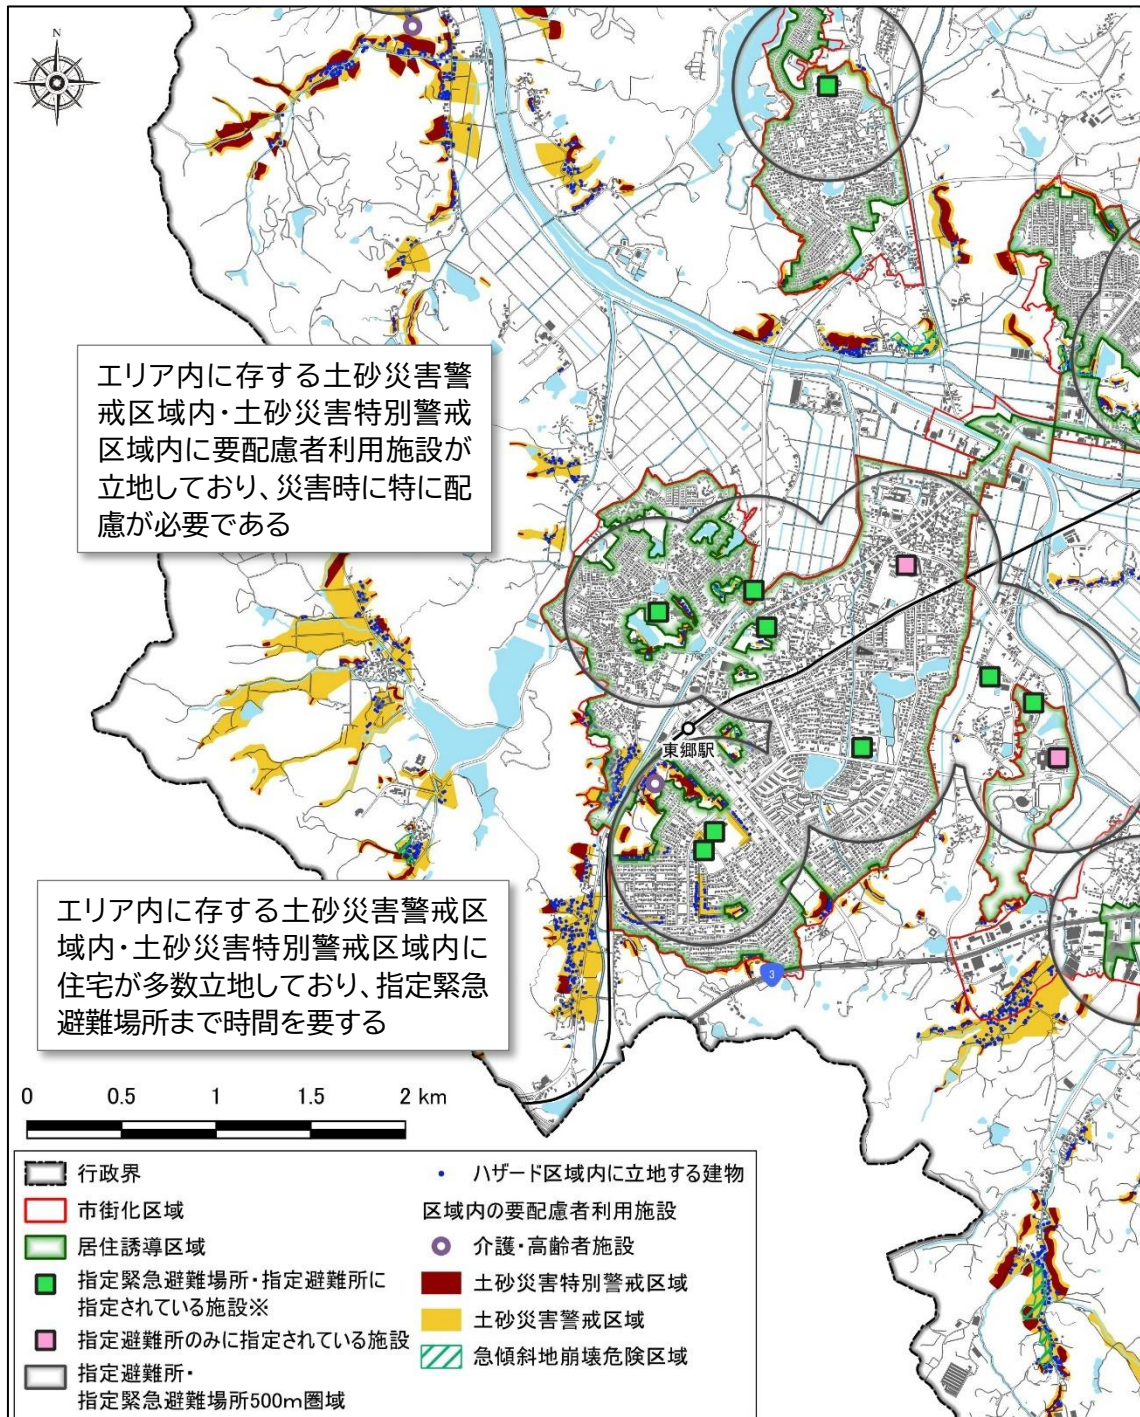 N
エリア内に存する土砂災害警
戒区域内・土砂災害特別警戒
区域内に要配慮者利用施設が
立地しており、災害時に特に配
慮が必要である
東郷駅
エリア内に存する土砂災害警戒区
域内・土砂災害特別警戒区域内に
住宅が多数立地しており、指定緊急
避難場所まで時間を要する
3
0 0.5 1 1.5 2 km
行政界
市街化区域
居住誘導区域
指定緊急避難場所・指定避難所に
指定されている施設※
指定避難所のみに指定されている施設
指定避難所・
指定緊急避難場所500m圏域
ハザード区域内に立地する建物
区域内の要配慮者利用施設
介護・高齢者施設
土砂災害特別警戒区域
土砂災害警戒区域
急傾斜地崩壊危険区域